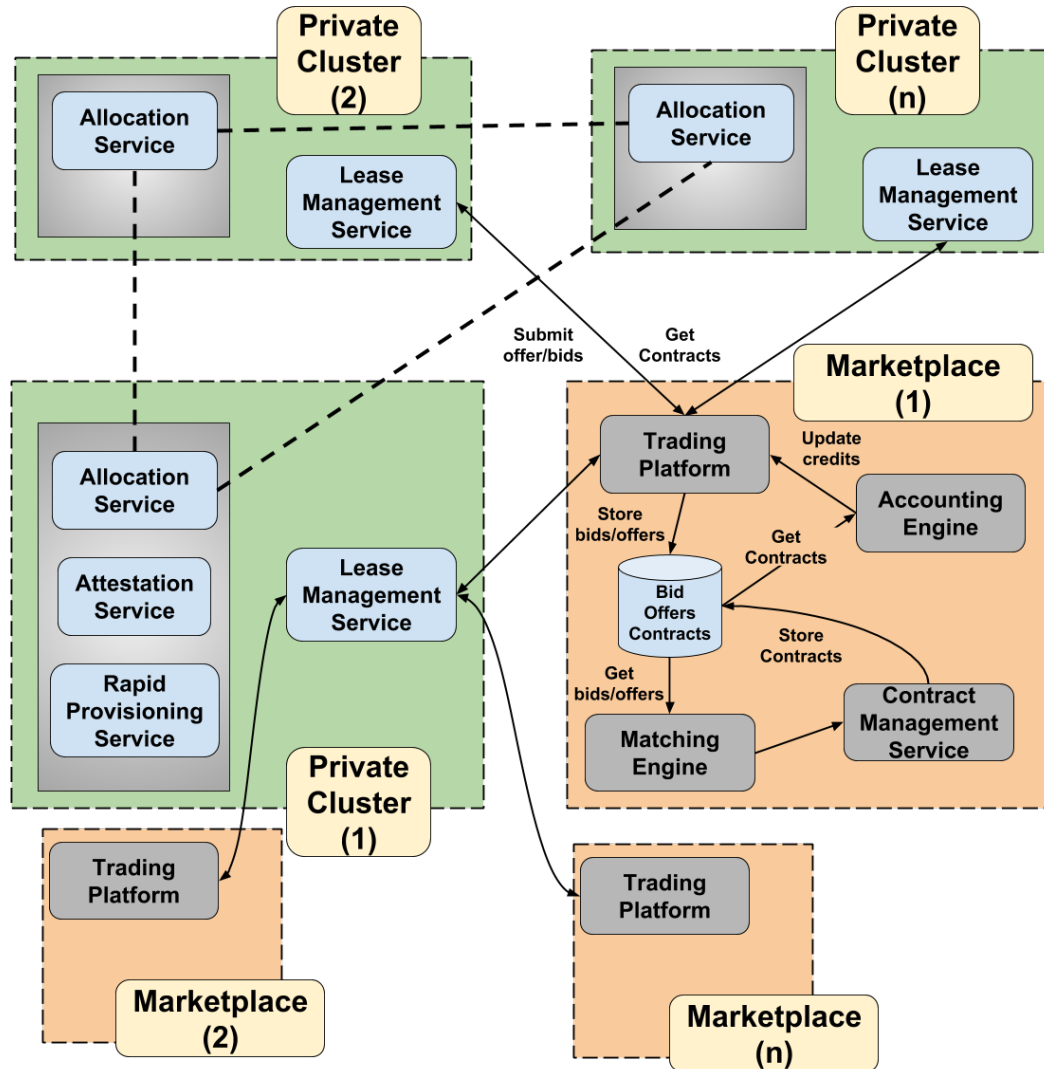 Private
Cluster
(2)
Private
Cluster
(n)
Allocation
Service
Lease
Management
Service
Allocation
Service
Lease
Management
Service
Submit
offer/bids
Get
Contracts
Marketplace
(1)
Trading
Platform
Update
credits
Accounting
Engine
Store
bids/offers
Get
Contracts
Bid
Offers
Contracts
Store
Contracts
Get
bids/offers
Matching
Engine
Contract
Management
Service
Allocation
Service
Attestation
Service
Rapid
Provisioning
Service
Lease
Management
Service
Private
Cluster
(1)
Trading
Platform
Marketplace
(2)
Trading
Platform
Marketplace
(n)